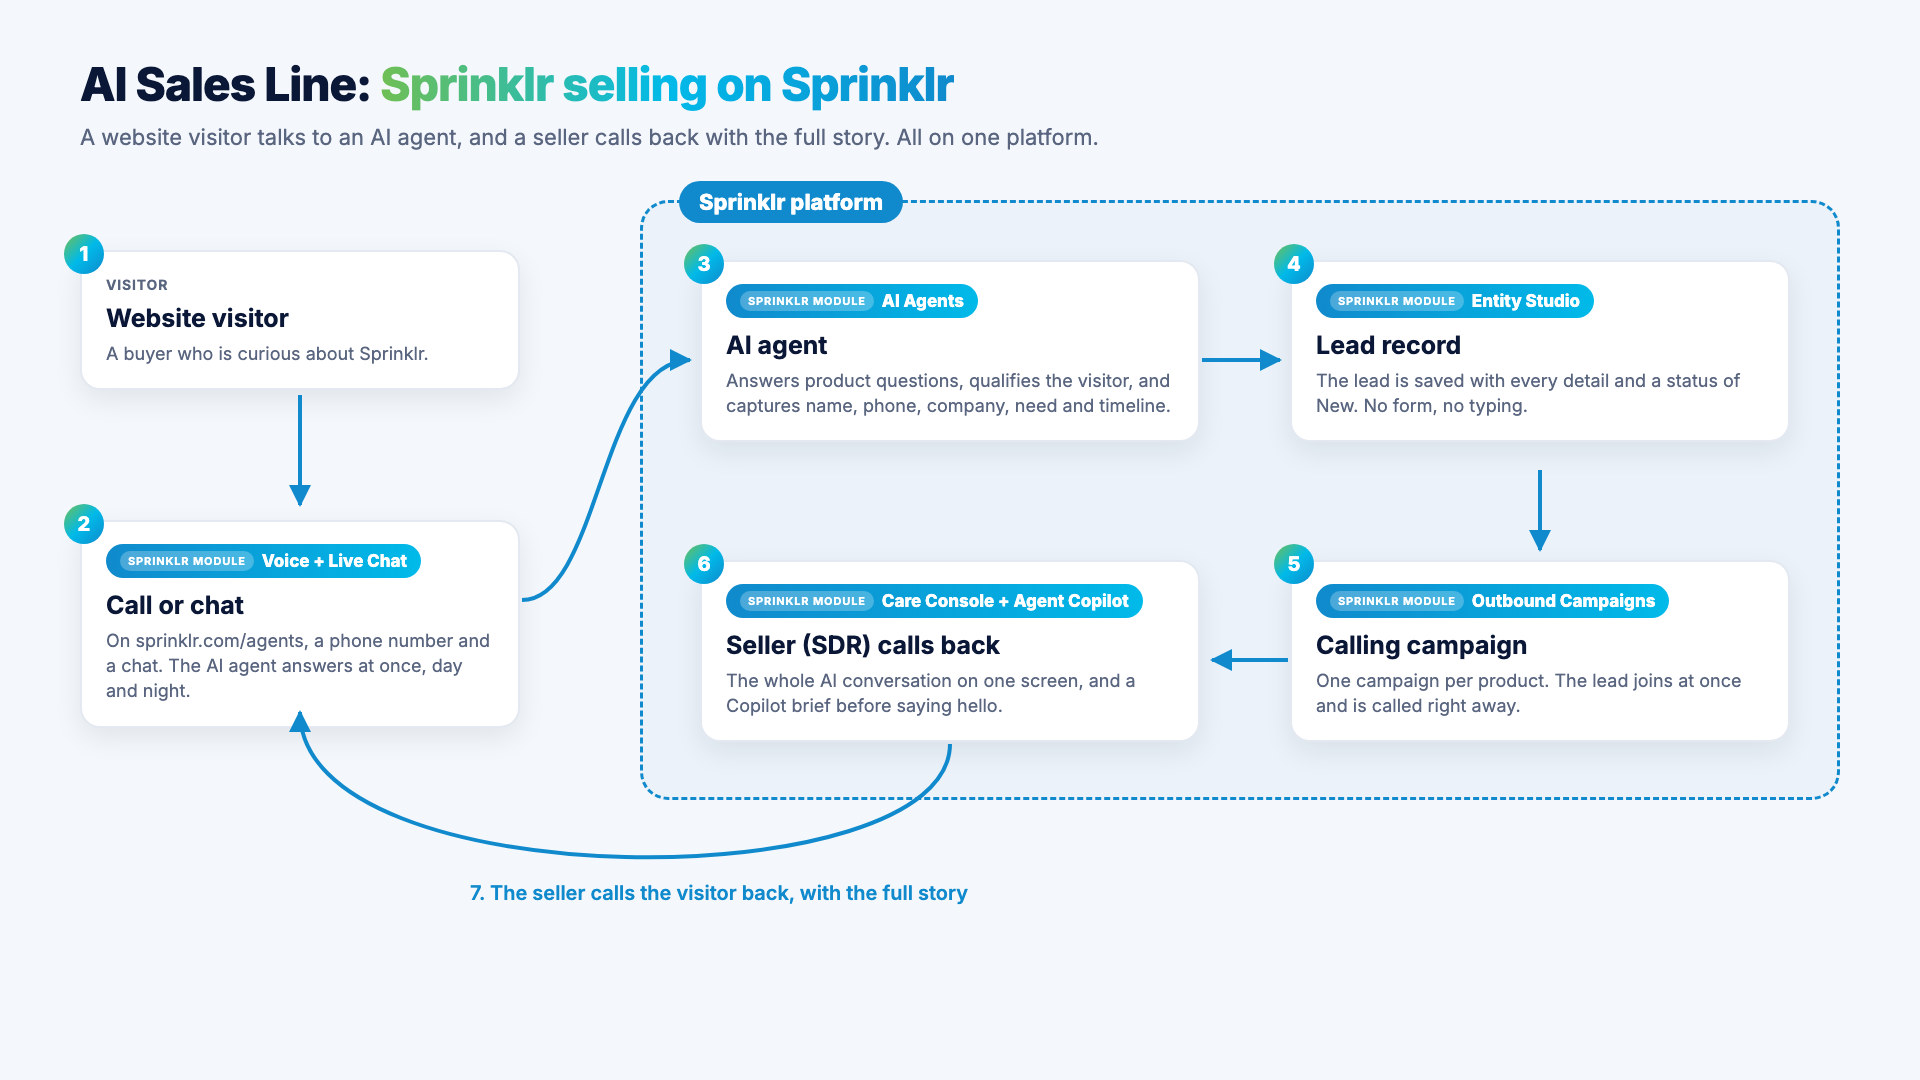 AI Sales Line: Sprinklr selling on Sprinklr
A website visitor talks to an AI agent, and a seller calls back with the full story. All on one platform.
Sprinklr platform
1
VISITOR
Website visitor
A buyer who is curious about Sprinklr.
2
SPRINKLR MODULE Voice + Live Chat
Call or chat
On sprinklr.com/agents, a phone number and
a chat. The AI agent answers at once, day
and night.
3
SPRINKLR MODULE AI Agents
AI agent
Answers product questions, qualifies the visitor, and
captures name, phone, company, need and timeline.
4
SPRINKLR MODULE Entity Studio
Lead record
The lead is saved with every detail and a status of
New. No form, no typing.
5
SPRINKLR MODULE Outbound Campaigns
Calling campaign
One campaign per product. The lead joins at once
and is called right away.
6
SPRINKLR MODULE Care Console + Agent Copilot
Seller (SDR) calls back
The whole AI conversation on one screen, and a
Copilot brief before saying hello.
7. The seller calls the visitor back, with the full story